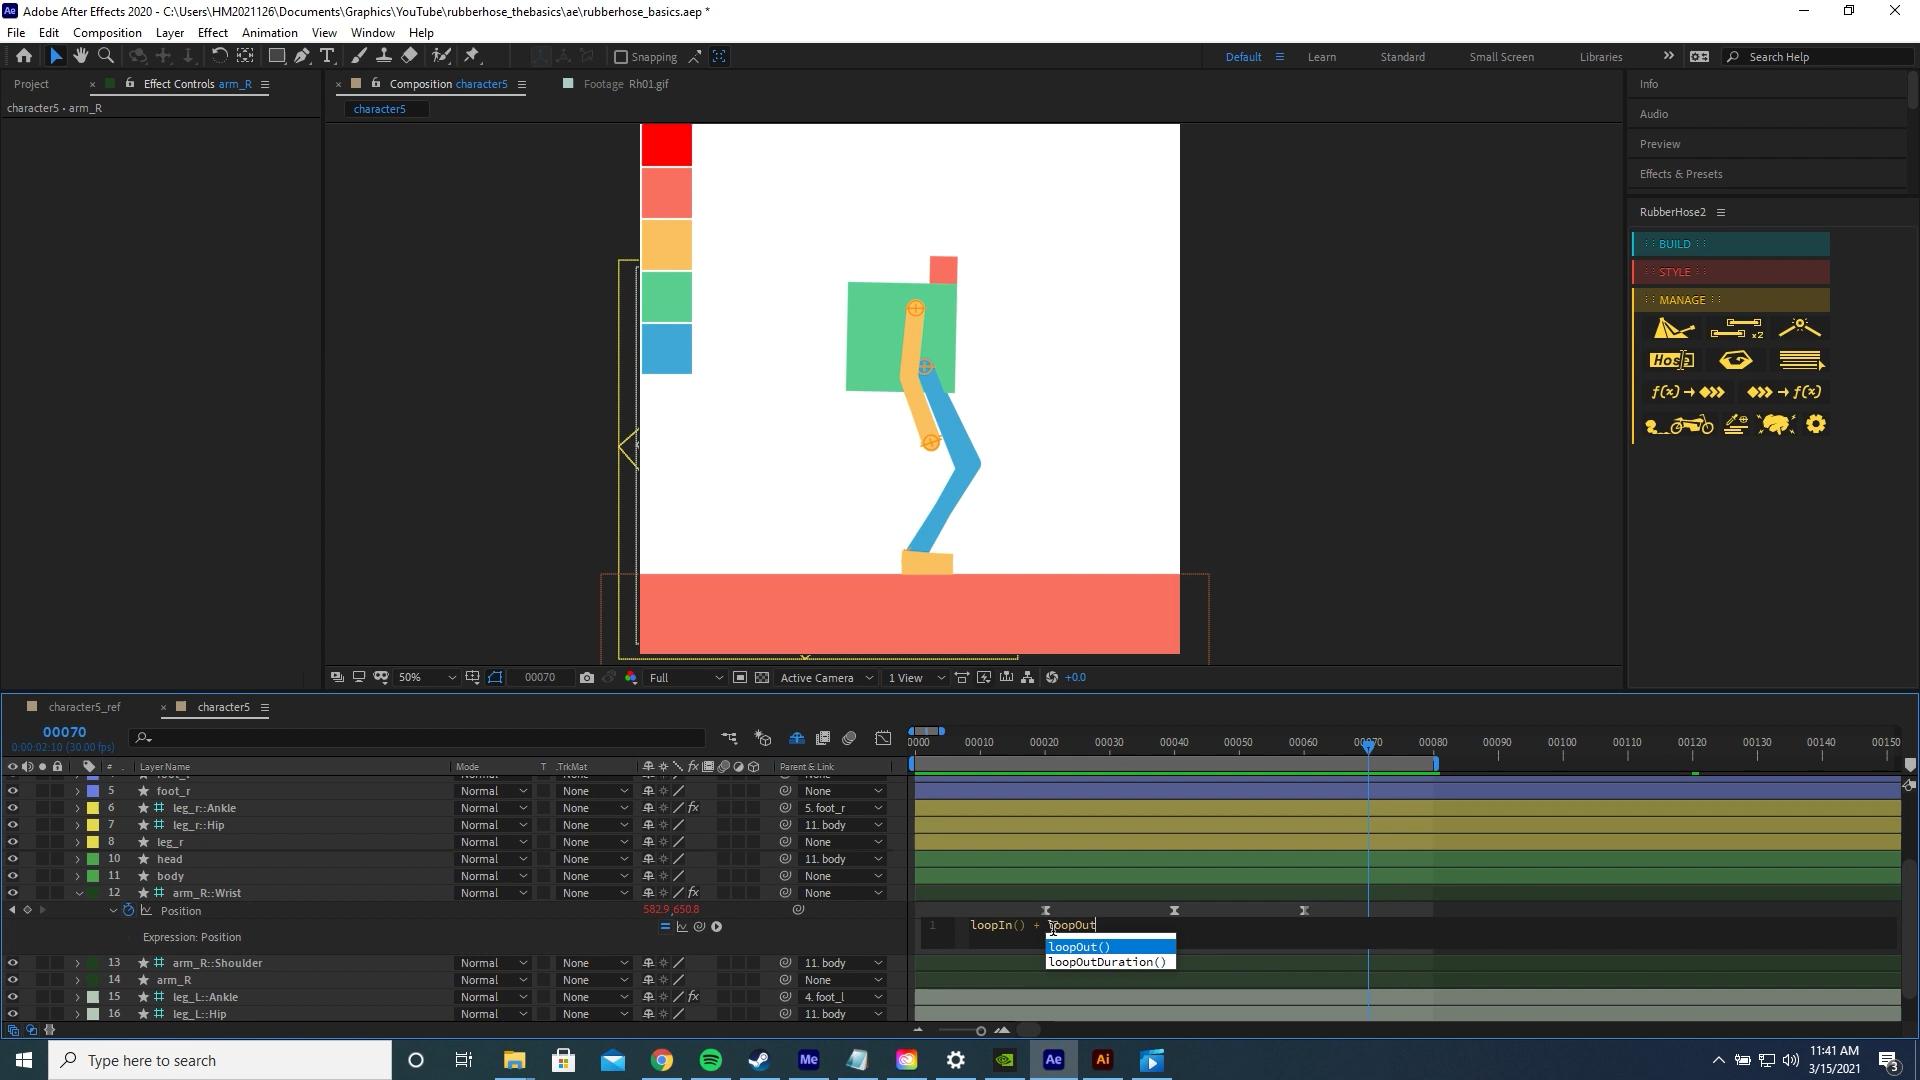 Adobe After Effects 2020 - C:\Users\HM2021126\Documents\Graphics\YouTube\rubberhose_thebasics\ae\rubberhose_basics.aep *
File Edit Composition Layer Effect Animation View Window Help
Snapping
Default Learn Standard Small Screen Libraries Search Help
Project Effect Controls arm_R
Composition character5
Footage Rh01.gif
character5 • arm_R
character5
Info
Audio
Preview
Effects & Presets
RubberHose2
:: BUILD ::
:: STYLE ::
:: MANAGE ::
x2
Hose
f(x)
f(x)
50% 00070 Full Active Camera 1 View +0.0
character5_ref character5
00070
0:00:02:10 (30.00 fps)
0000 00010 00020 00030 00040 00050 00060 00070 00080 00090 00100 00110 00120 00130 00140 00150
# Layer Name Mode T .TrkMat Parent & Link
5 foot_r Normal None None
6 leg_r::Ankle Normal None 5. foot_r
7 leg_r::Hip Normal None 11. body
8 leg_r Normal None None
10 head Normal None 11. body
11 body Normal None None
12 arm_R::Wrist Normal None None
Position 582.9,650.8
1 loopIn() + loopOut
Expression: Position
loopOut()
loopOutDuration()
13 arm_R::Shoulder Normal None 11. body
14 arm_R Normal None None
15 leg_L::Ankle Normal None 4. foot_l
16 leg_L::Hip Normal None 11. body
Type here to search
Me
Ae
Ai
11:41 AM
3/15/2021
3